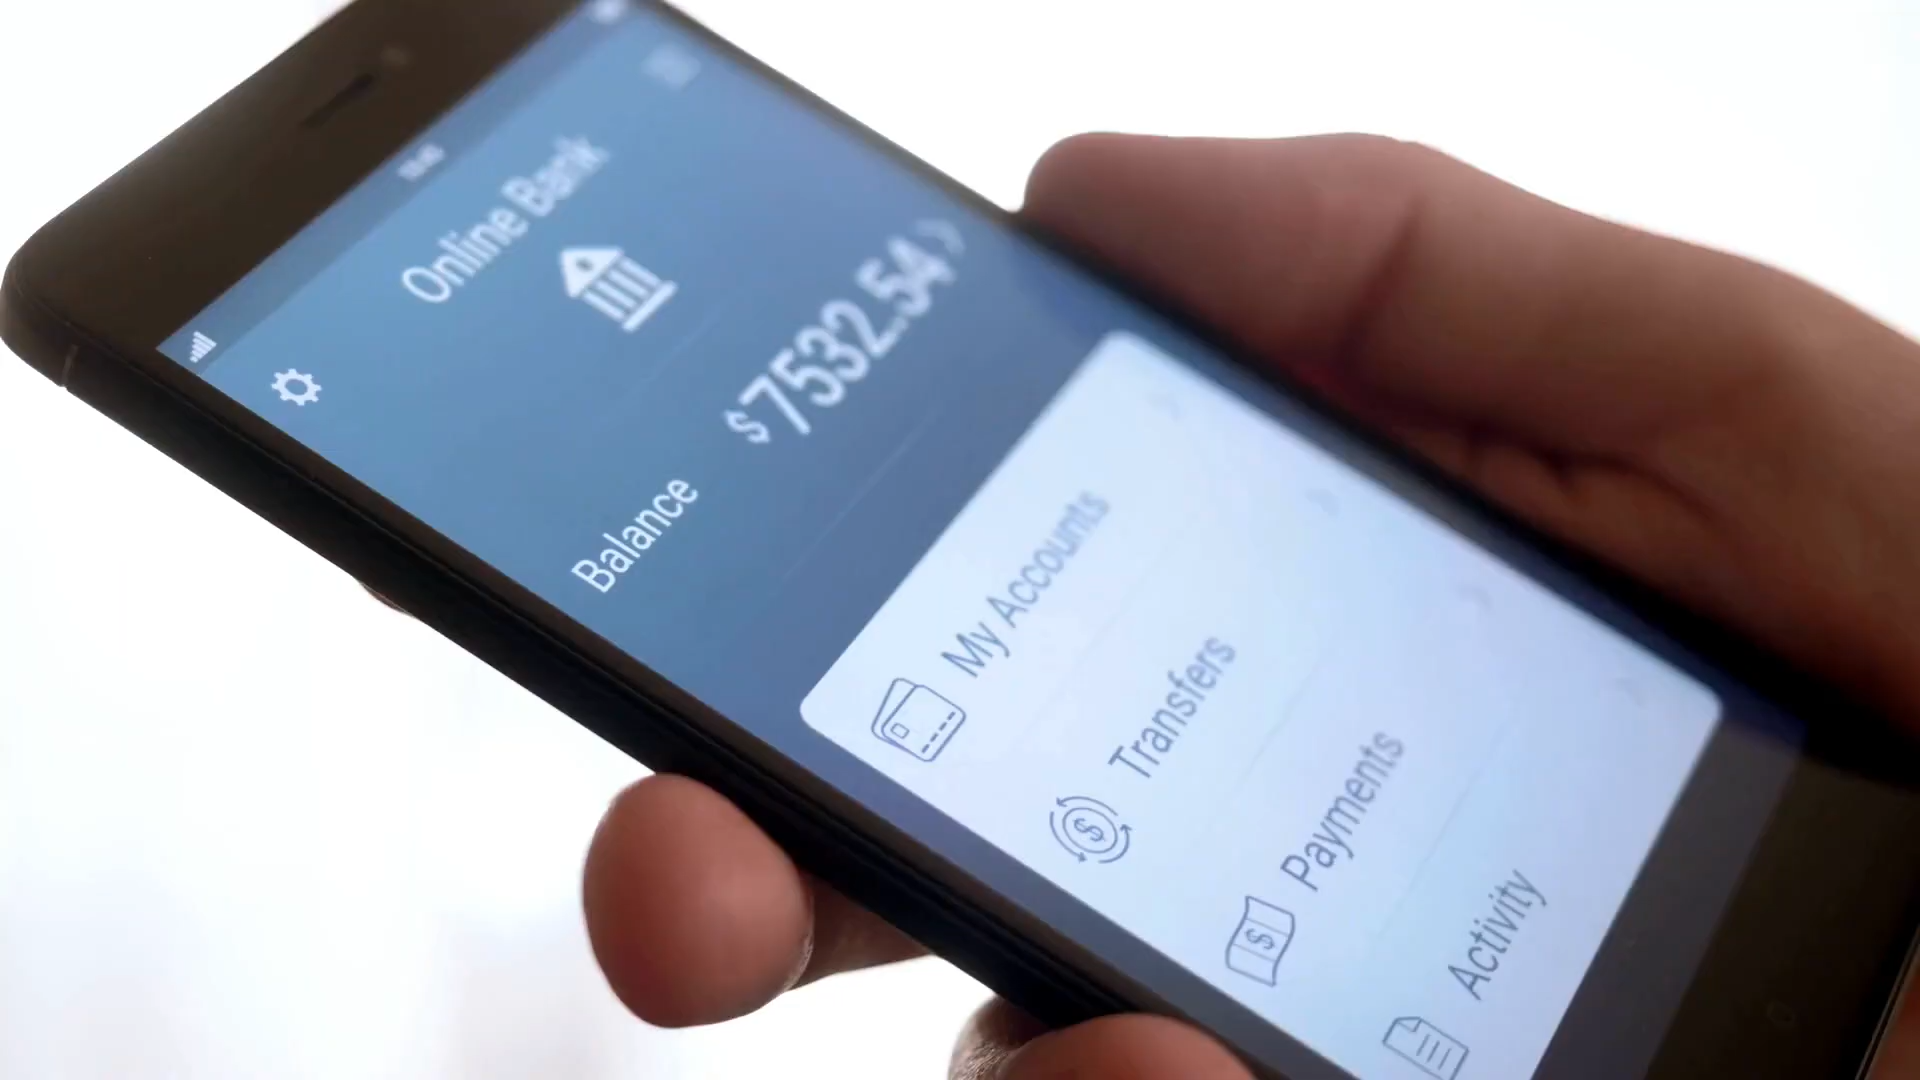 Online Bank
Balance
$7532.54
My Accounts
Transfers
Payments
Activity